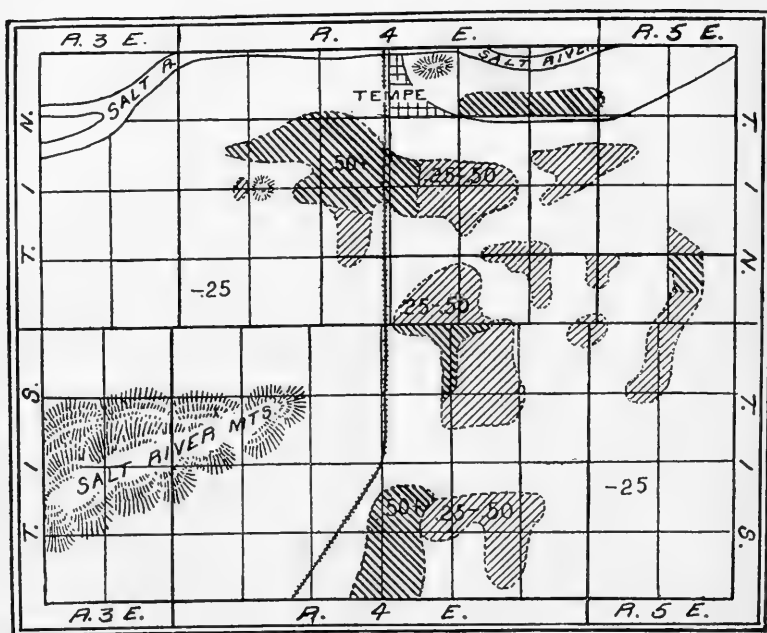 R. 3 E. R. 4 E. R. 5 E.
SALT R. SALT RIVER
TEMPE
N. T.
.50+ .25-.50
1 1
T. N.
-.25
.25-.50
S. T.
SALT RIVER MTS
1 1
-.25
.50+ .25-.50
T. S.
R. 3 E. R. 4 E. R. 5 E.